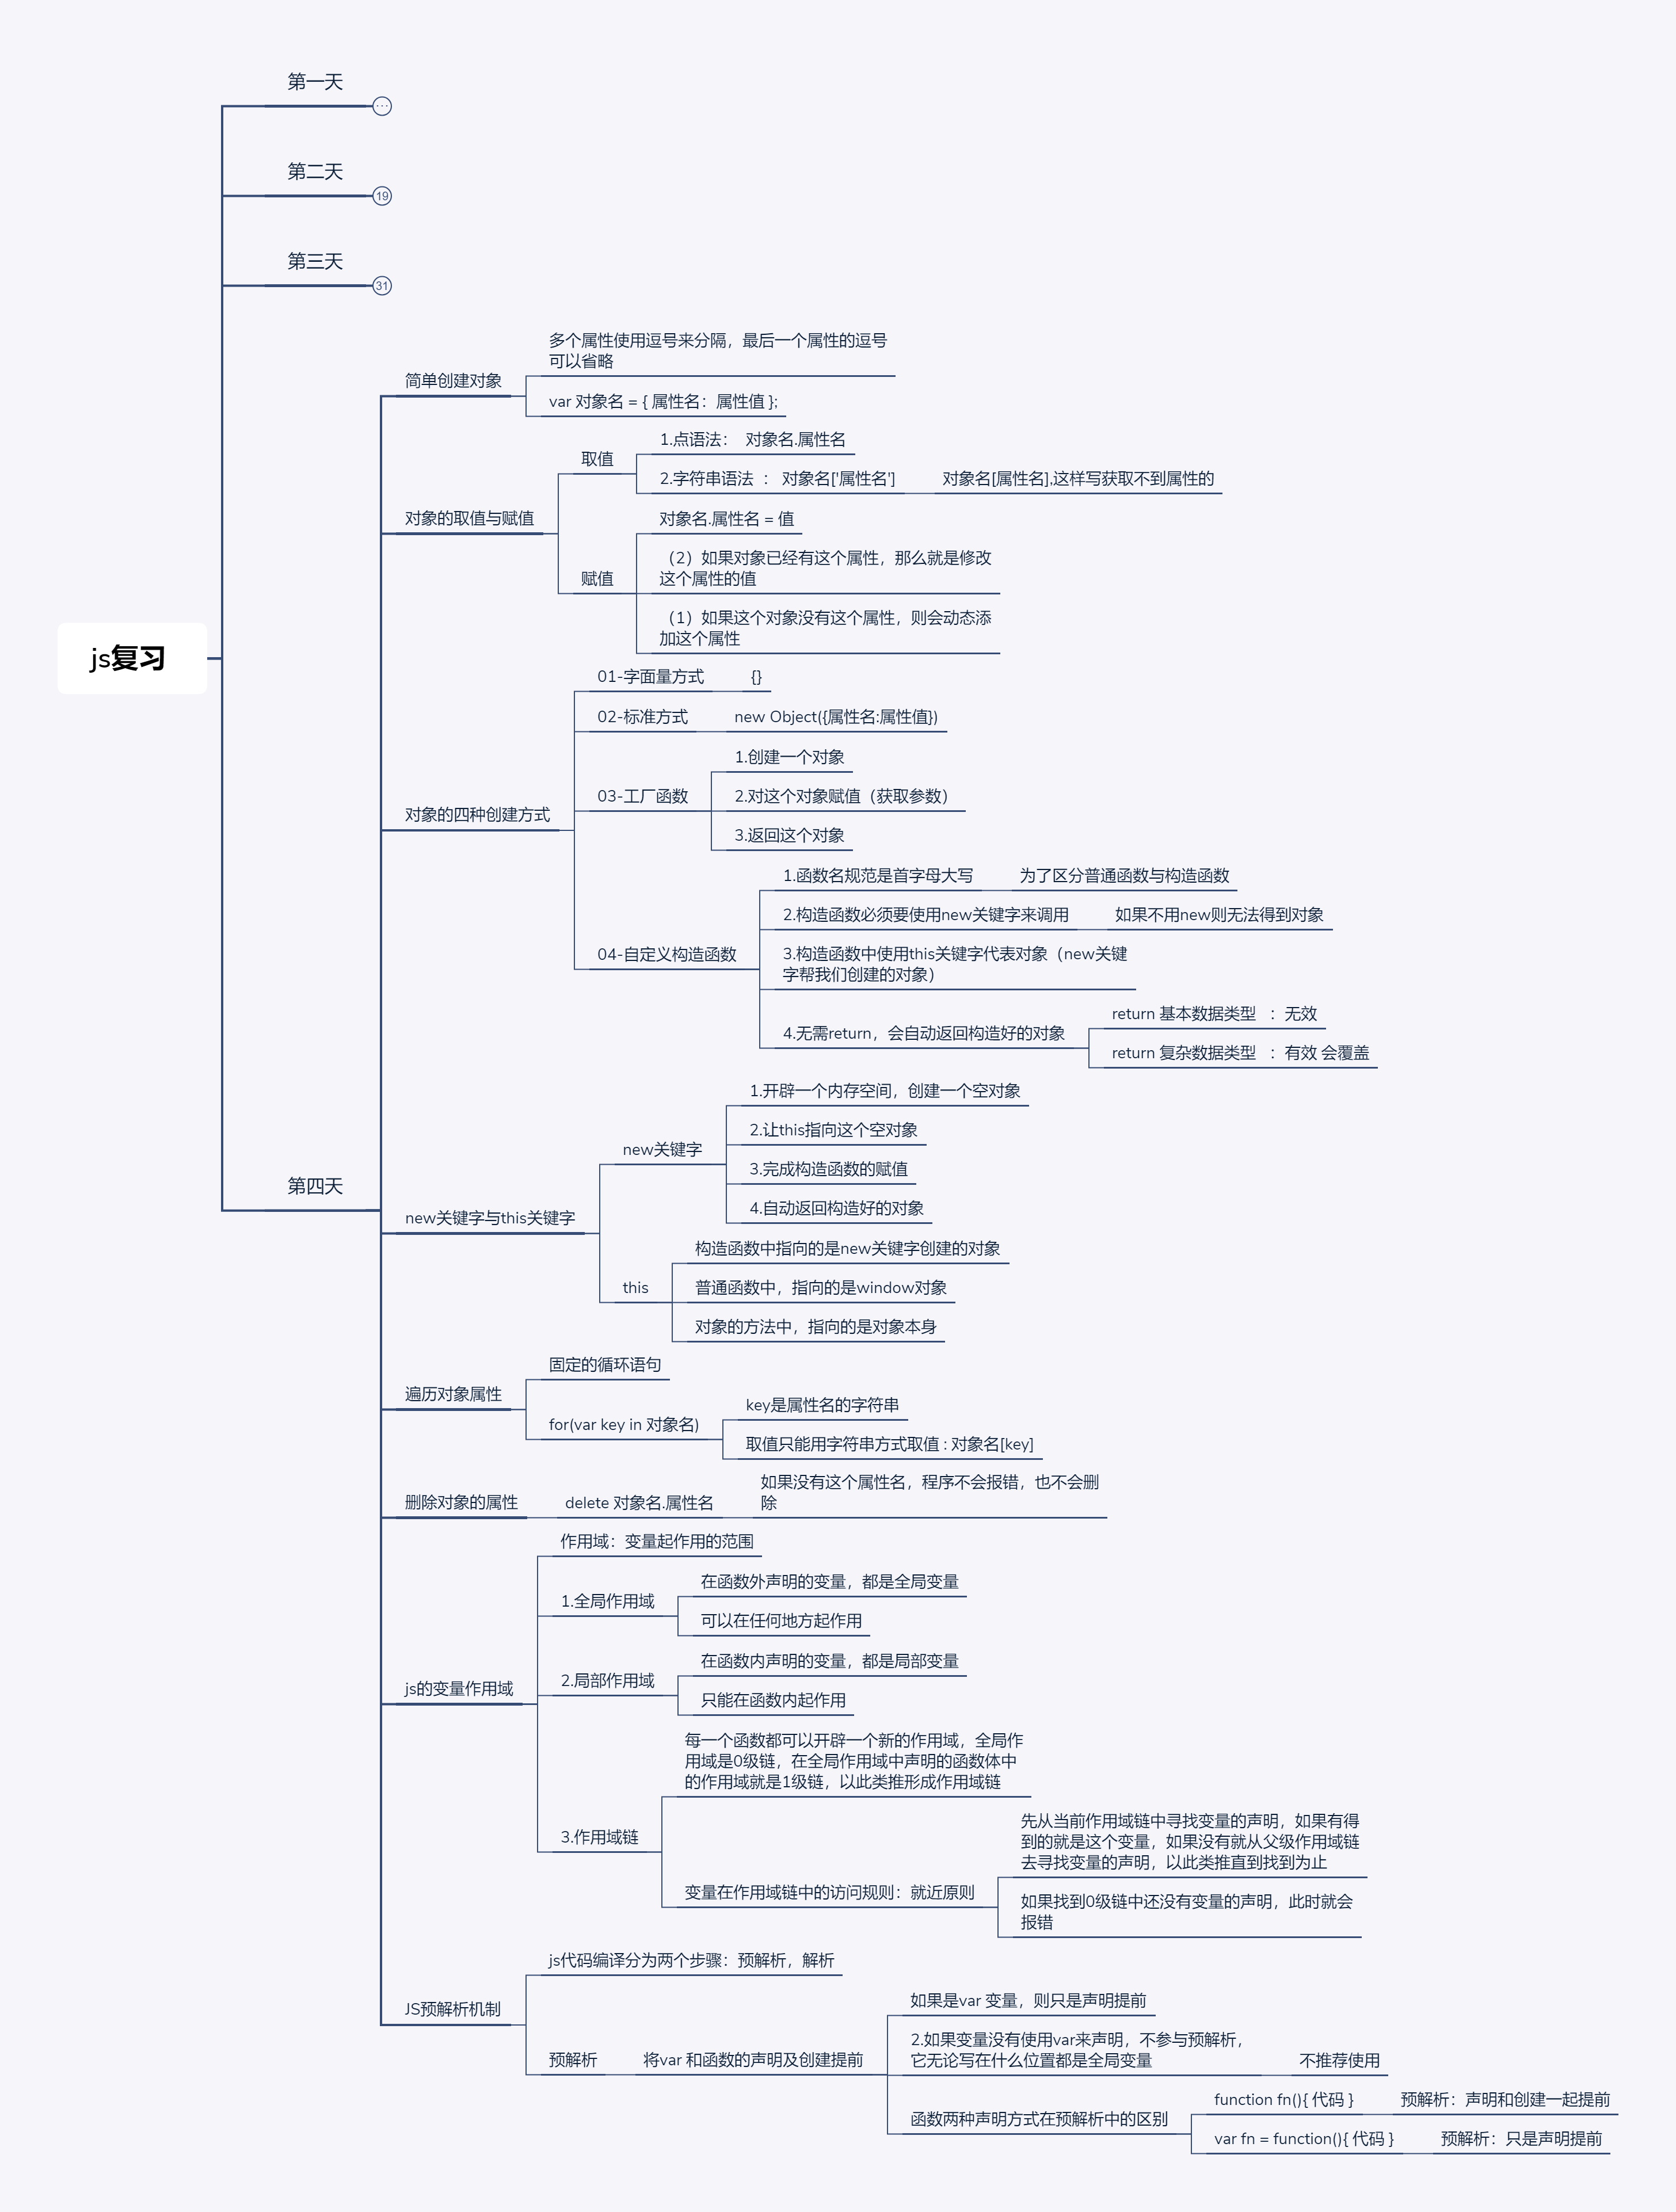 js复习
第一天
...
第二天
19
第三天
31
第四天
简单创建对象
多个属性使用逗号来分隔，最后一个属性的逗号
可以省略
var 对象名 = { 属性名：属性值 };
对象的取值与赋值
取值
1.点语法： 对象名.属性名
2.字符串语法 ： 对象名['属性名']
对象名[属性名],这样写获取不到属性的
赋值
对象名.属性名 = 值
（2）如果对象已经有这个属性，那么就是修改
这个属性的值
（1）如果这个对象没有这个属性，则会动态添
加这个属性
对象的四种创建方式
01-字面量方式
{}
02-标准方式
new Object({属性名:属性值})
03-工厂函数
1.创建一个对象
2.对这个对象赋值（获取参数）
3.返回这个对象
04-自定义构造函数
1.函数名规范是首字母大写
为了区分普通函数与构造函数
2.构造函数必须要使用new关键字来调用
如果不用new则无法得到对象
3.构造函数中使用this关键字代表对象（new关键
字帮我们创建的对象）
4.无需return，会自动返回构造好的对象
return 基本数据类型 ：无效
return 复杂数据类型 ：有效 会覆盖
new关键字与this关键字
new关键字
1.开辟一个内存空间，创建一个空对象
2.让this指向这个空对象
3.完成构造函数的赋值
4.自动返回构造好的对象
this
构造函数中指向的是new关键字创建的对象
普通函数中，指向的是window对象
对象的方法中，指向的是对象本身
遍历对象属性
固定的循环语句
for(var key in 对象名)
key是属性名的字符串
取值只能用字符串方式取值 : 对象名[key]
删除对象的属性
delete 对象名.属性名
如果没有这个属性名，程序不会报错，也不会删
除
js的变量作用域
作用域：变量起作用的范围
1.全局作用域
在函数外声明的变量，都是全局变量
可以在任何地方起作用
2.局部作用域
在函数内声明的变量，都是局部变量
只能在函数内起作用
3.作用域链
每一个函数都可以开辟一个新的作用域，全局作
用域是0级链，在全局作用域中声明的函数体中
的作用域就是1级链，以此类推形成作用域链
变量在作用域链中的访问规则：就近原则
先从当前作用域链中寻找变量的声明，如果有得
到的就是这个变量，如果没有就从父级作用域链
去寻找变量的声明，以此类推直到找到为止
如果找到0级链中还没有变量的声明，此时就会
报错
JS预解析机制
js代码编译分为两个步骤：预解析，解析
预解析
将var 和函数的声明及创建提前
如果是var 变量，则只是声明提前
2.如果变量没有使用var来声明，不参与预解析，
它无论写在什么位置都是全局变量
不推荐使用
函数两种声明方式在预解析中的区别
function fn(){ 代码 }
预解析：声明和创建一起提前
var fn = function(){ 代码 }
预解析：只是声明提前